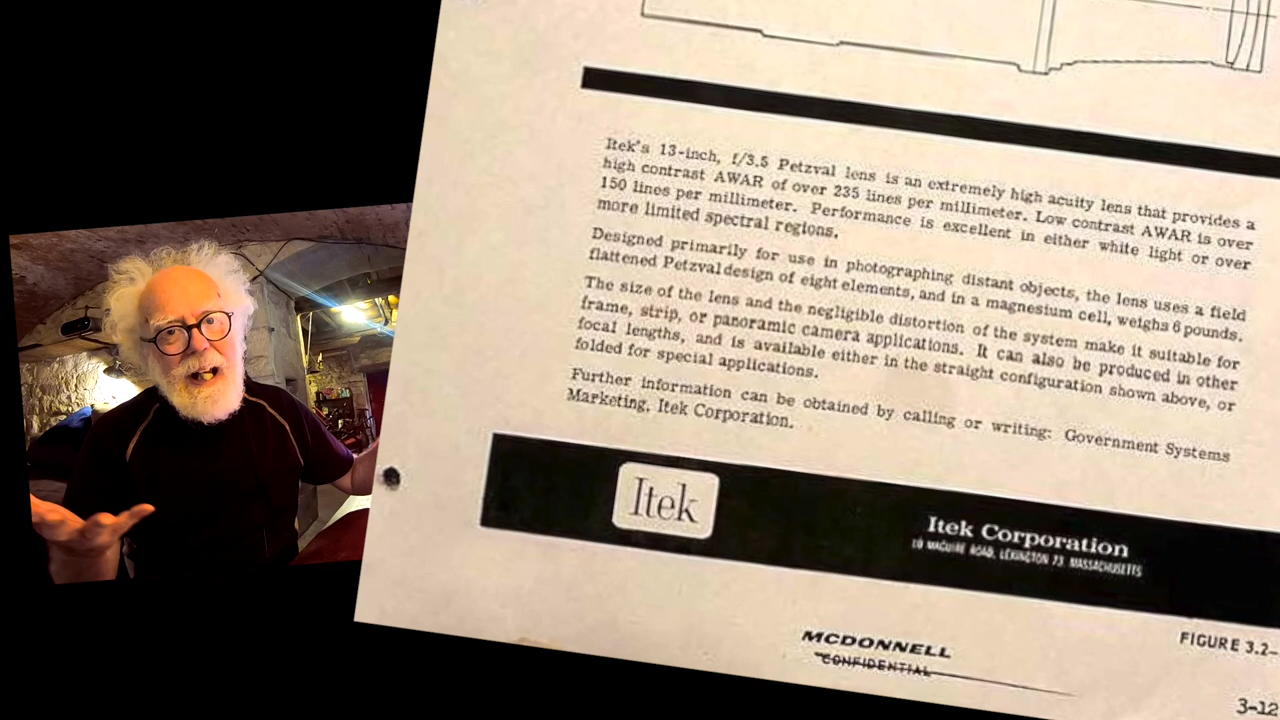 Itek's 13-inch, f/3.5 Petzval lens is an extremely high acuity lens that provides a
high contrast AWAR of over 235 lines per millimeter. Low contrast AWAR is over
150 lines per millimeter. Performance is excellent in either white light or over
more limited spectral regions.
Designed primarily for use in photographing distant objects, the lens uses a field
flattened Petzval design of eight elements, and in a magnesium cell, weighs 6 pounds.
The size of the lens and the negligible distortion of the system make it suitable for
frame, strip, or panoramic camera applications. It can also be produced in other
focal lengths, and is available either in the straight configuration shown above, or
folded for special applications.
Further information can be obtained by calling or writing: Government Systems
Marketing, Itek Corporation.
Itek
Itek Corporation
10 MAGUIRE ROAD, LEXINGTON 73, MASSACHUSETTS
MCDONNELL
CONFIDENTIAL
FIGURE 3.2-
3-12